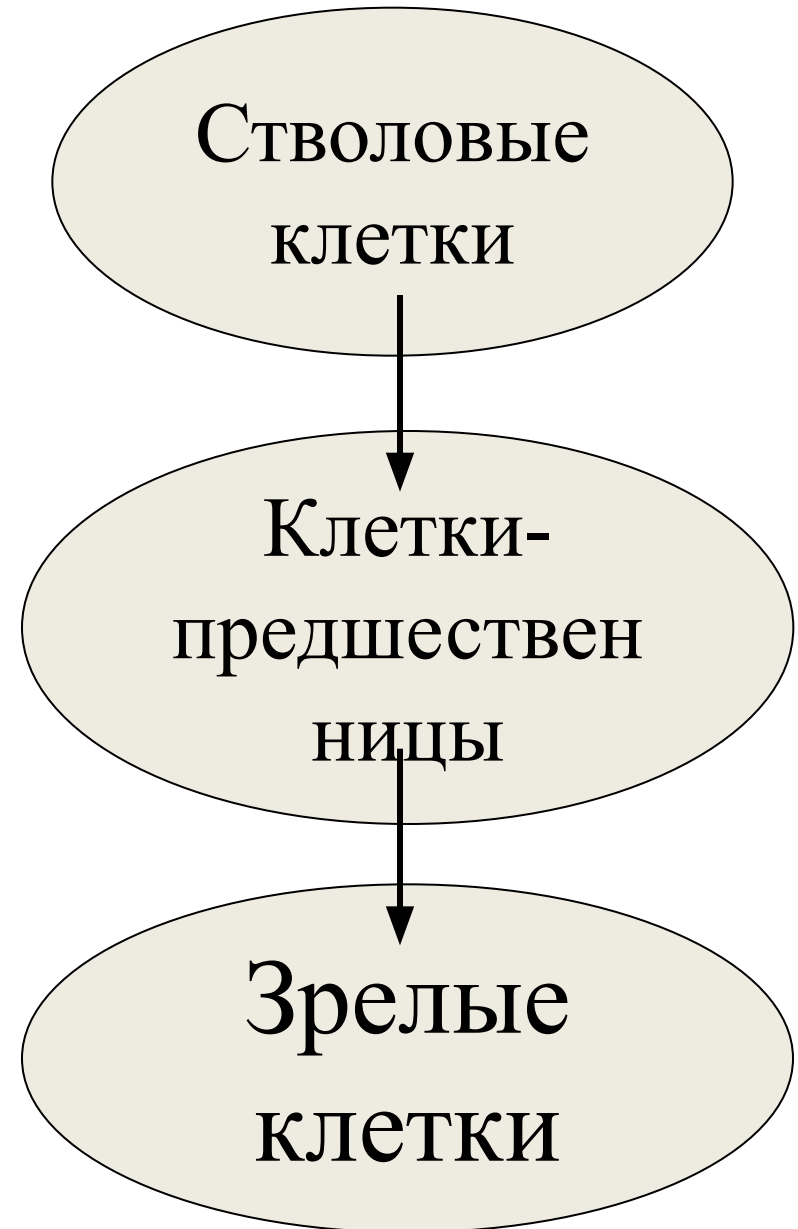 Стволовые
клетки
Клетки-
предшествен
ницы
Зрелые
клетки